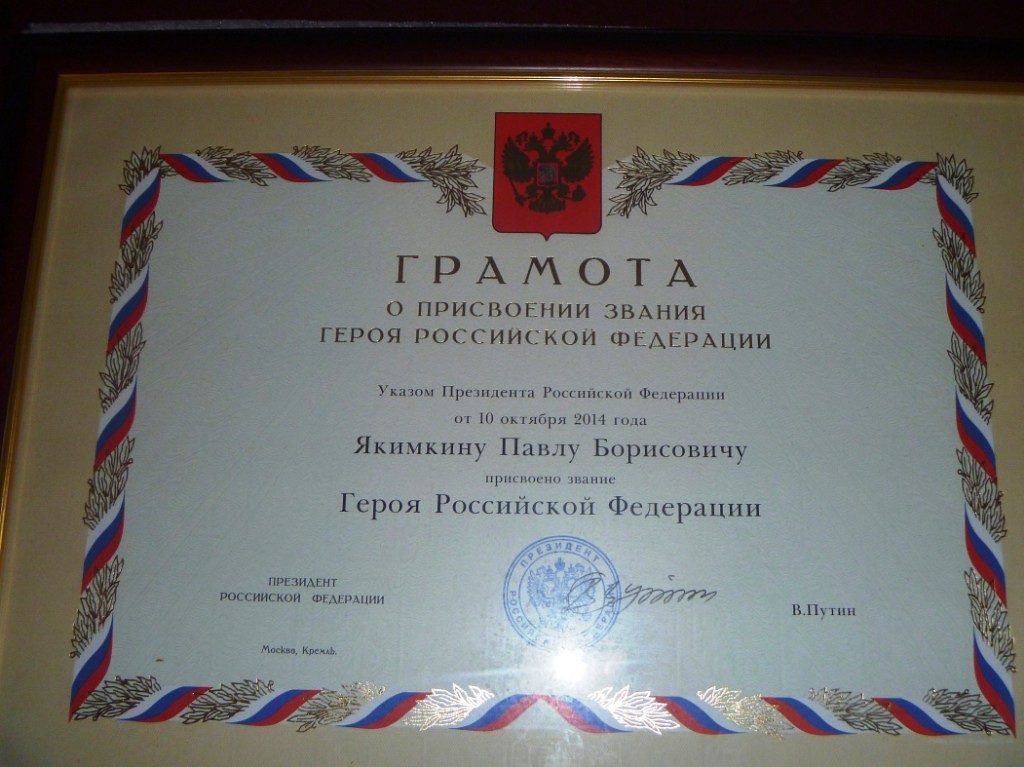 ГРАМОТА
О ПРИСВОЕНИИ ЗВАНИЯ
ГЕРОЯ РОССИЙСКОЙ ФЕДЕРАЦИИ
Указом Президента Российской Федерации
от 10 октября 2014 года
Якимкину Павлу Борисовичу
присвоено звание
Героя Российской Федерации
ПРЕЗИДЕНТ
РОССИЙСКОЙ ФЕДЕРАЦИИ
ПРЕЗИДЕНТ
В.Путин
Москва, Кремль.